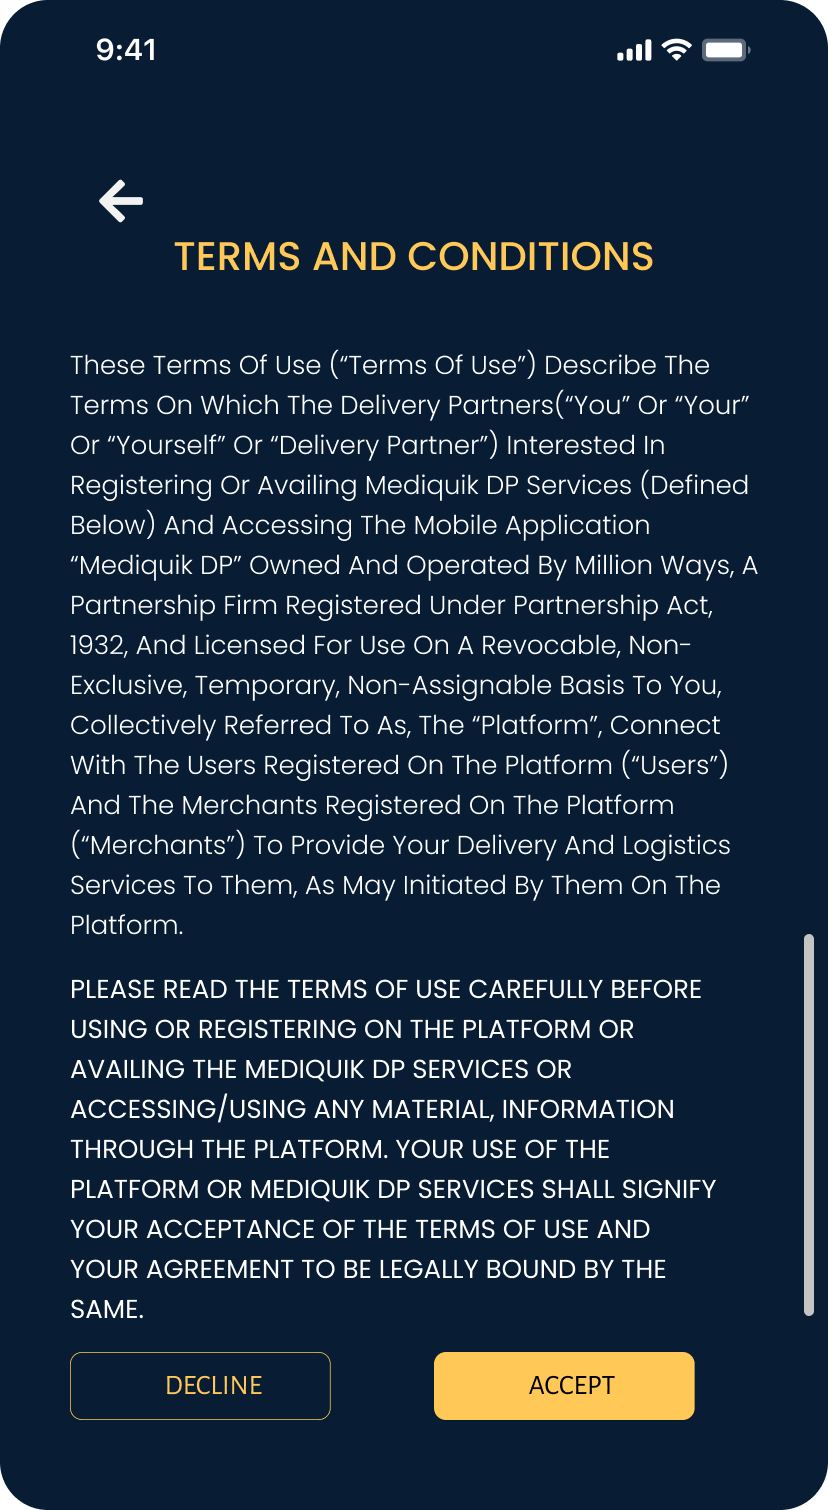 9:41
TERMS AND CONDITIONS
These Terms Of Use (“Terms Of Use”) Describe The
Terms On Which The Delivery Partners(“You” Or “Your”
Or “Yourself” Or “Delivery Partner”) Interested In
Registering Or Availing Mediquik DP Services (Defined
Below) And Accessing The Mobile Application
“Mediquik DP” Owned And Operated By Million Ways, A
Partnership Firm Registered Under Partnership Act,
1932, And Licensed For Use On A Revocable, Non-
Exclusive, Temporary, Non-Assignable Basis To You,
Collectively Referred To As, The “Platform”, Connect
With The Users Registered On The Platform (“Users”)
And The Merchants Registered On The Platform
(“Merchants”) To Provide Your Delivery And Logistics
Services To Them, As May Initiated By Them On The
Platform.
PLEASE READ THE TERMS OF USE CAREFULLY BEFORE
USING OR REGISTERING ON THE PLATFORM OR
AVAILING THE MEDIQUIK DP SERVICES OR
ACCESSING/USING ANY MATERIAL, INFORMATION
THROUGH THE PLATFORM. YOUR USE OF THE
PLATFORM OR MEDIQUIK DP SERVICES SHALL SIGNIFY
YOUR ACCEPTANCE OF THE TERMS OF USE AND
YOUR AGREEMENT TO BE LEGALLY BOUND BY THE
SAME.
DECLINE
ACCEPT